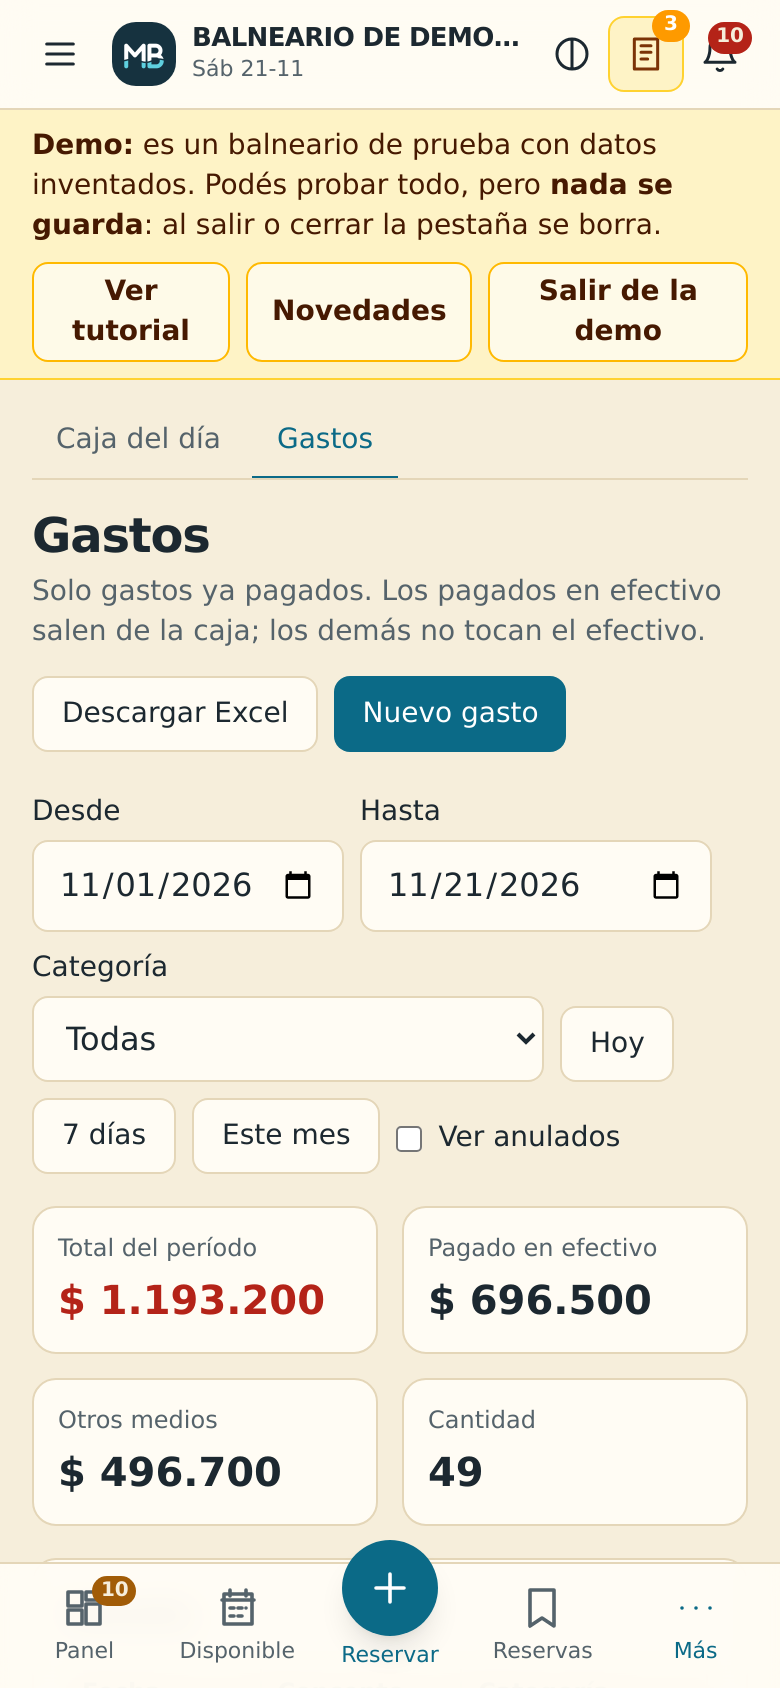 MB
BALNEARIO DE DEMO...
Sáb 21-11
3
10
Demo: es un balneario de prueba con datos
inventados. Podés probar todo, pero nada se
guarda: al salir o cerrar la pestaña se borra.
Ver
tutorial
Novedades
Salir de la
demo
Caja del día
Gastos
Gastos
Solo gastos ya pagados. Los pagados en efectivo
salen de la caja; los demás no tocan el efectivo.
Descargar Excel
Nuevo gasto
Desde
Hasta
11/01/2026
11/21/2026
Categoría
Todas
Hoy
7 días
Este mes
Ver anulados
Total del período
$ 1.193.200
Pagado en efectivo
$ 696.500
Otros medios
$ 496.700
Cantidad
49
10
Panel
Disponible
Reservar
Reservas
Más